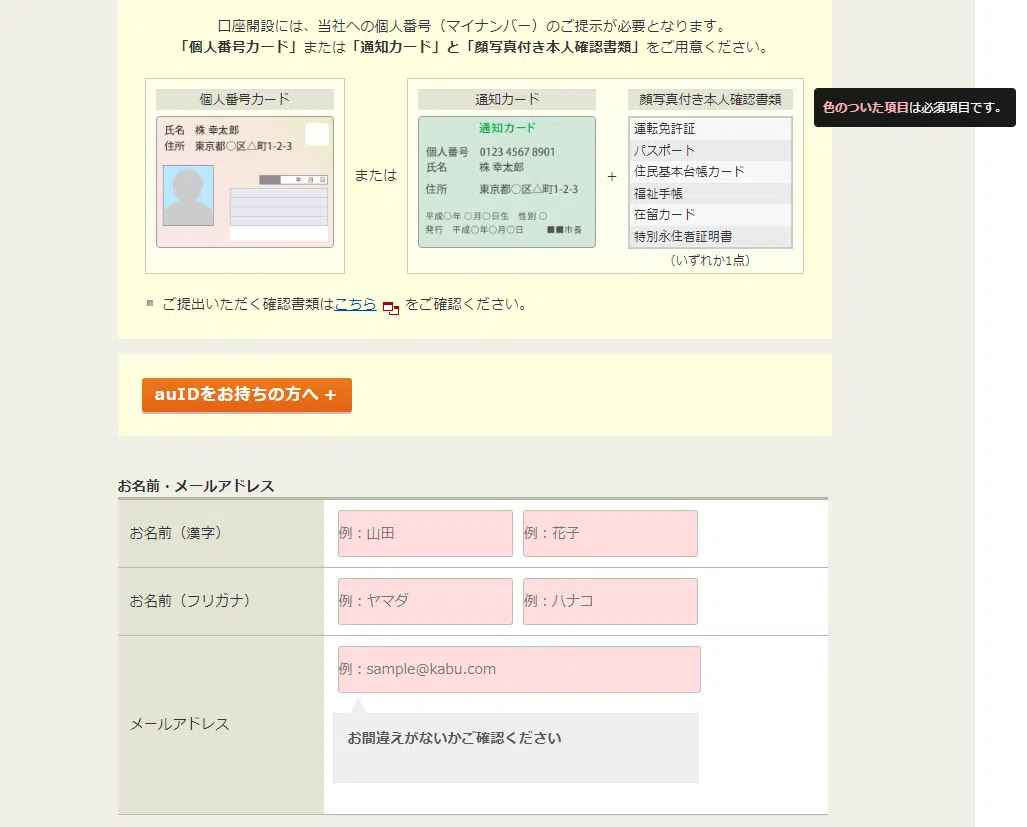 口座開設には、当社への個人番号（マイナンバー）のご提示が必要となります。
「個人番号カード」または「通知カード」と「顔写真付き本人確認書類」をご用意ください。
個人番号カード
氏名 株 幸太郎
住所 東京都〇区△町1-2-3
年 月 日
または
通知カード
通知カード
個人番号 0123 4567 8901
氏名 株 幸太郎
住所 東京都〇区△町1-2-3
平成〇年 〇月〇日生 性別 〇
発行 平成〇年〇月〇日 ■■市長
+
顔写真付き本人確認書類
運転免許証
パスポート
住民基本台帳カード
福祉手帳
在留カード
特別永住者証明書
（いずれか1点）
色のついた項目は必須項目です。
ご提出いただく確認書類はこちら をご確認ください。
auIDをお持ちの方へ +
お名前・メールアドレス
お名前（漢字）
例：山田
例：花子
お名前（フリガナ）
例：ヤマダ
例：ハナコ
メールアドレス
例：sample@kabu.com
お間違えがないかご確認ください